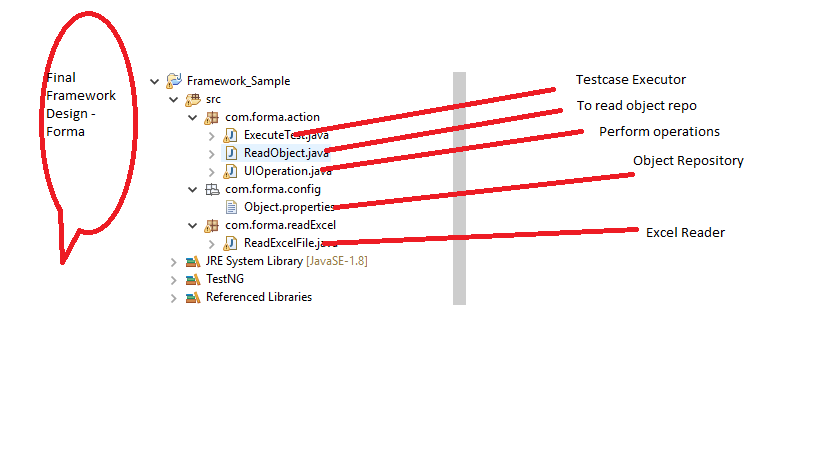 Final
Framework
Design -
Forma
Framework_Sample
src
com.forma.action
ExecuteTest.java
ReadObject.java
UIOperation.java
com.forma.config
Object.properties
com.forma.readExcel
ReadExcelFile.java
JRE System Library [JavaSE-1.8]
TestNG
Referenced Libraries
Testcase Executor
To read object repo
Perform operations
Object Repository
Excel Reader